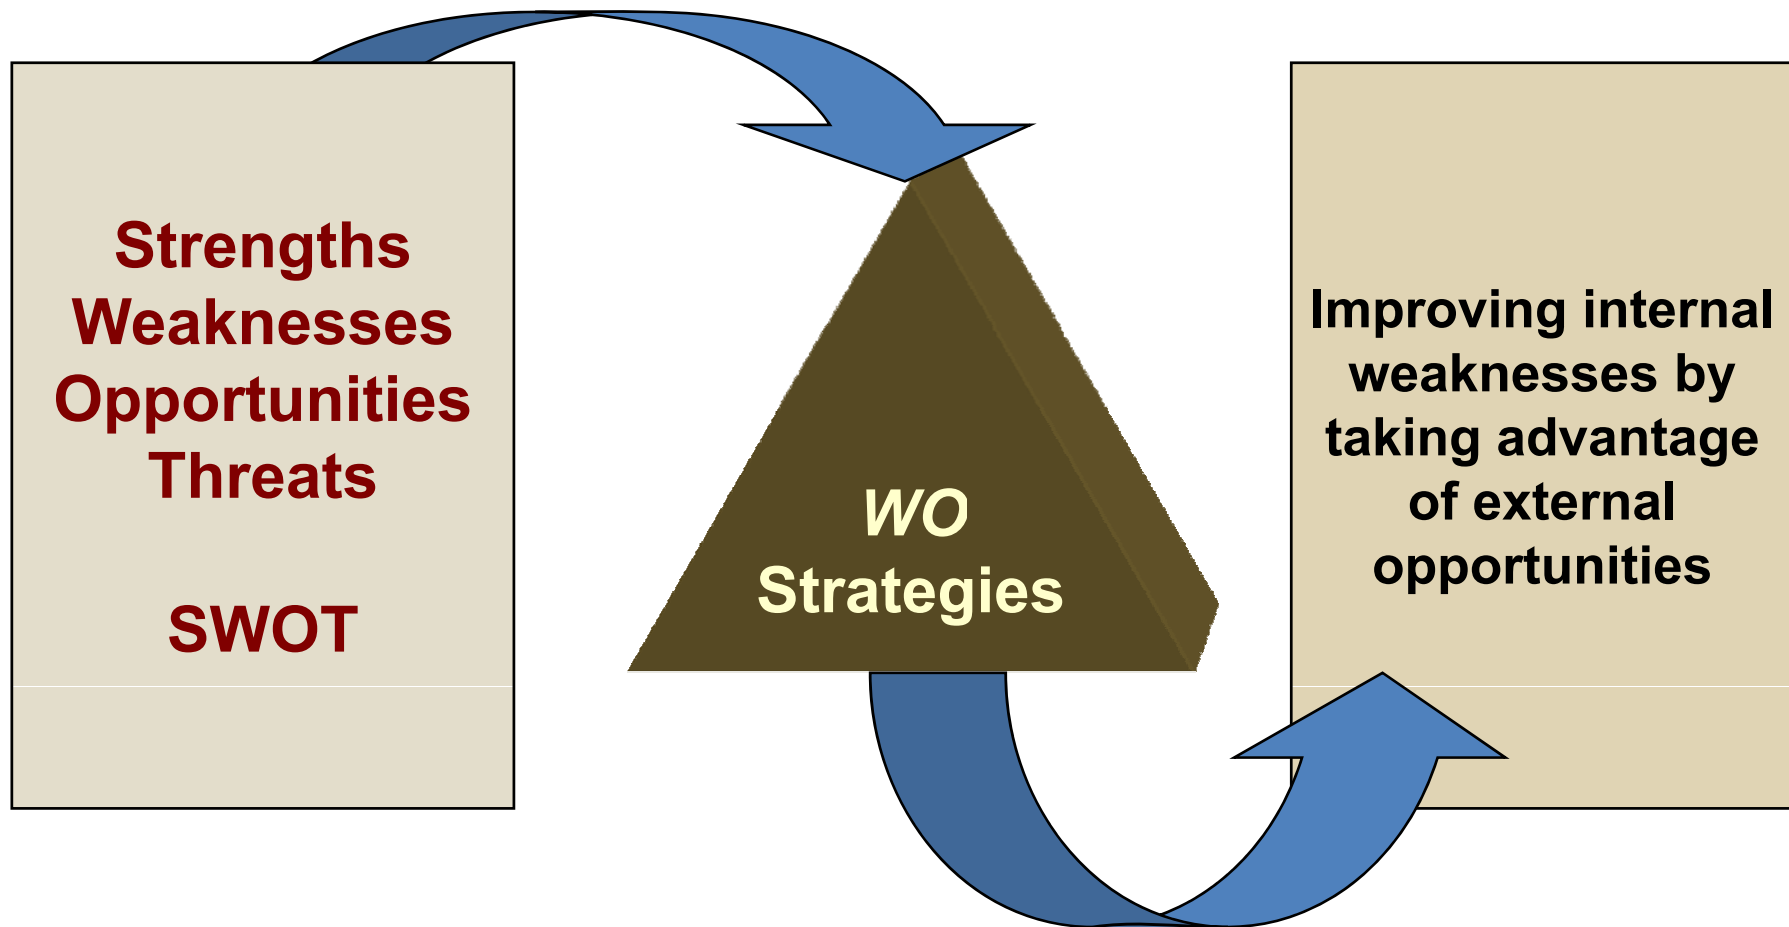 Strengths
Weaknesses
Opportunities
Threats
SWOT
WO
Strategies
Improving internal
weaknesses by
taking advantage
of external
opportunities